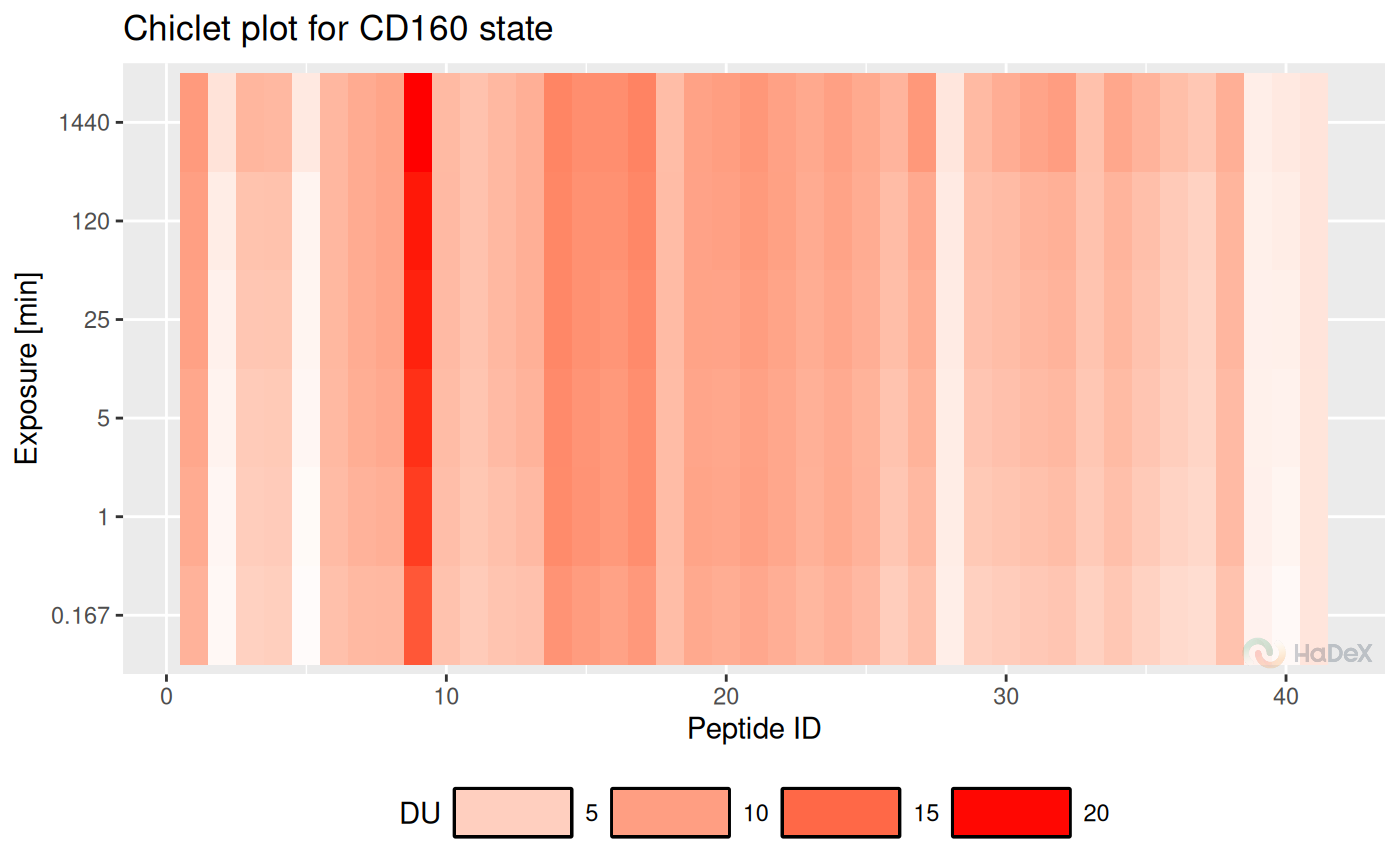 Chiclet plot for CD160 state
Exposure [min]
1440
120
25
5
1
0.167
0 10 20 30 40
Peptide ID
HaDeX
DU 5 10 15 20